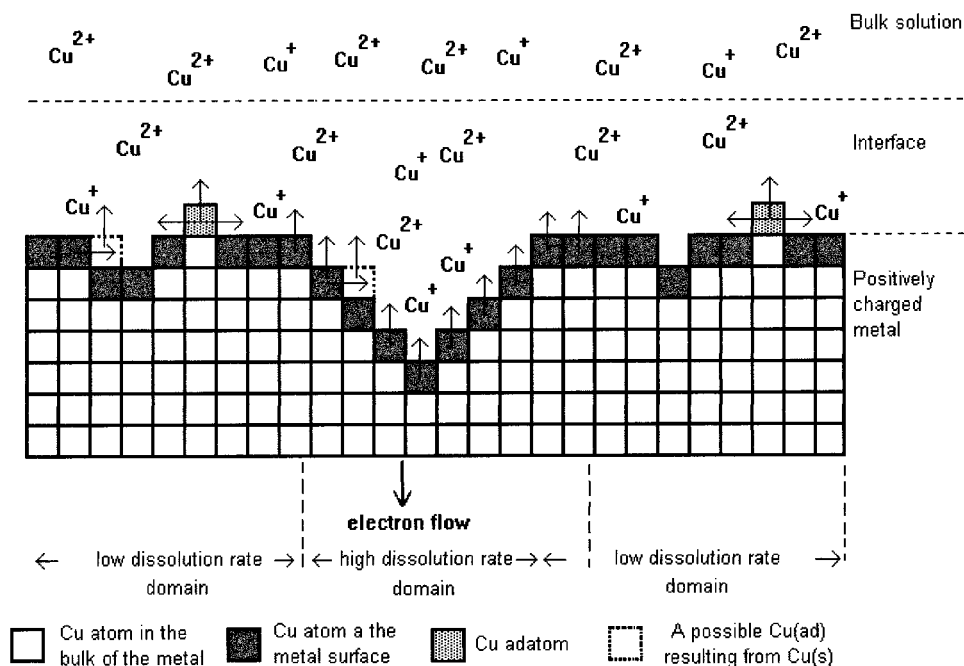 Bulk solution
Cu2+ Cu2+ Cu+ Cu2+ Cu2+ Cu+ Cu2+ Cu+ Cu2+
Interface
Cu2+ Cu2+ Cu+ Cu2+ Cu2+ Cu2+
Cu+ Cu+ Cu+ Cu+
Cu2+ Cu+
Cu+
Positively
charged
metal
electron flow
low dissolution rate
domain
high dissolution rate
domain
low dissolution rate
domain
Cu atom in the
bulk of the metal
Cu atom a the
metal surface
Cu adatom
A possible Cu(ad)
resulting from Cu(s)